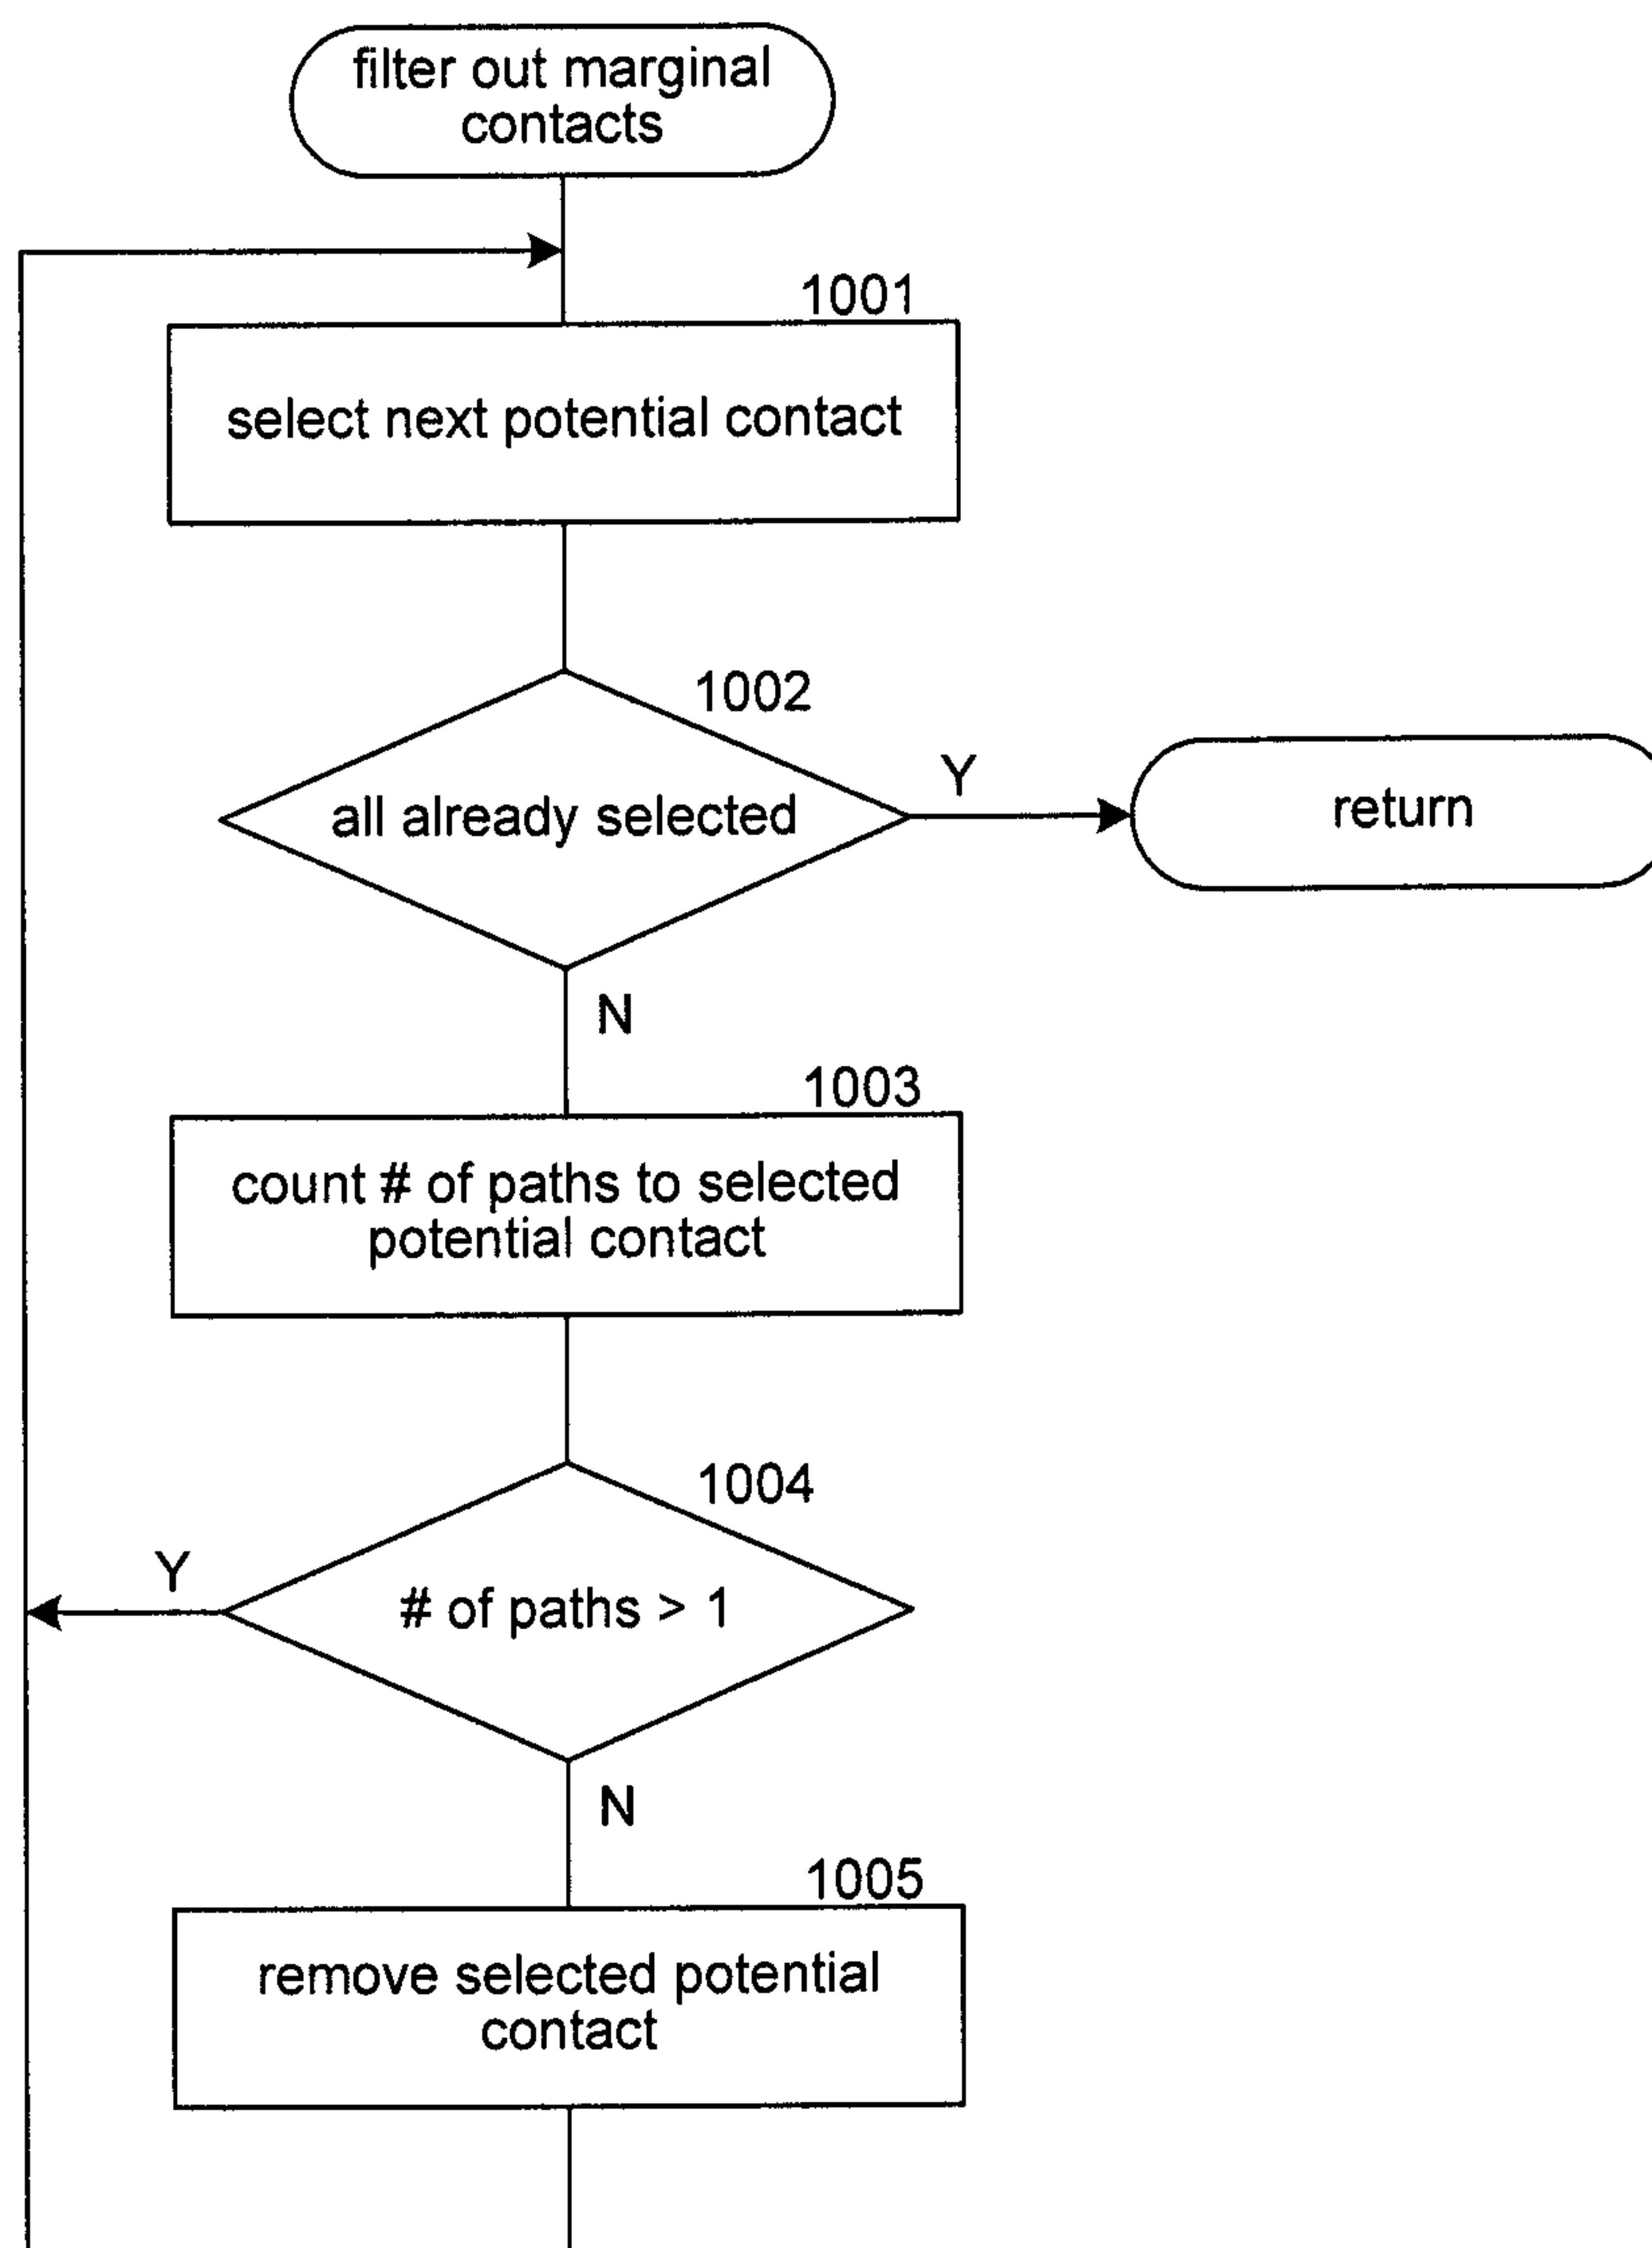 filter out marginal
contacts
1001
select next potential contact
1002
all already selected
Y
return
N
1003
count # of paths to selected
potential contact
1004
Y
# of paths > 1
N
1005
remove selected potential
contact